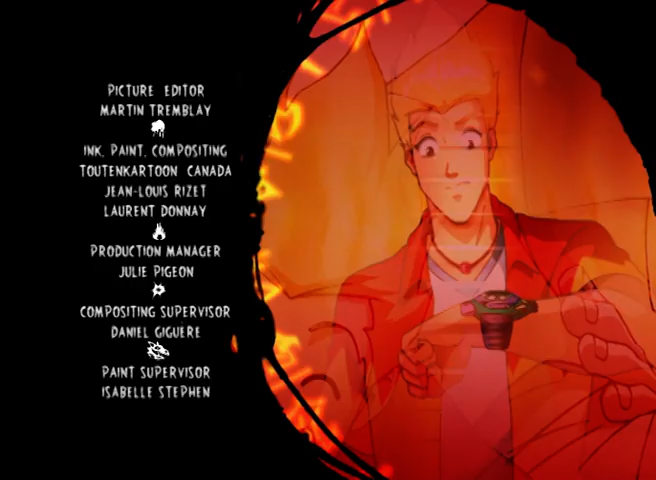 PICTURE EDITOR
MARTIN TREMBLAY
INK, PAINT, COMPOSITING
TOUTENKARTOON CANADA
JEAN-LOUIS RIZET
LAURENT DONNAY
PRODUCTION MANAGER
JULIE PIGEON
COMPOSITING SUPERVISOR
DANIEL GIGUERE
PAINT SUPERVISOR
ISABELLE STEPHEN